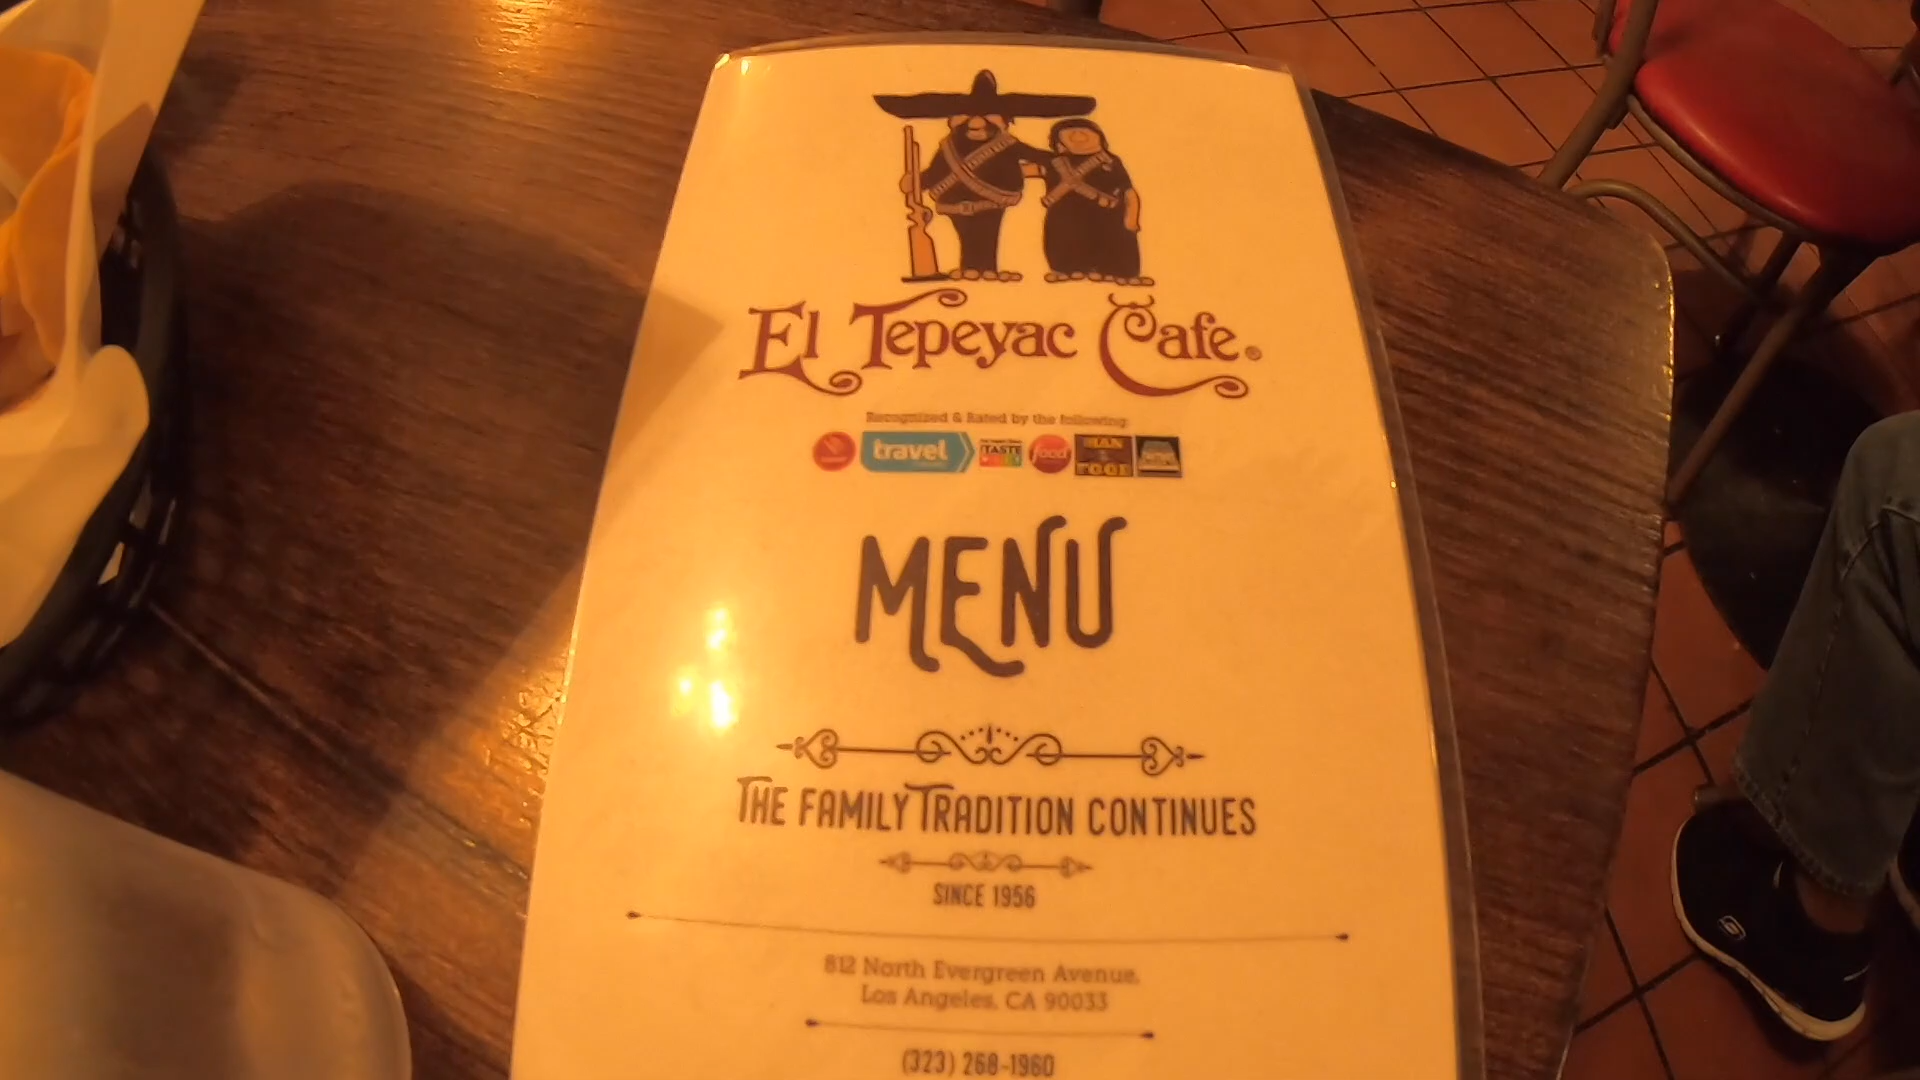 El Tepeyac Cafe®
Recognized & Rated by the following:
travel
TASTE
food
MAN
FOOD
MENU
THE FAMILY TRADITION CONTINUES
SINCE 1956
812 North Evergreen Avenue,
Los Angeles, CA 90033
(323) 268-1960